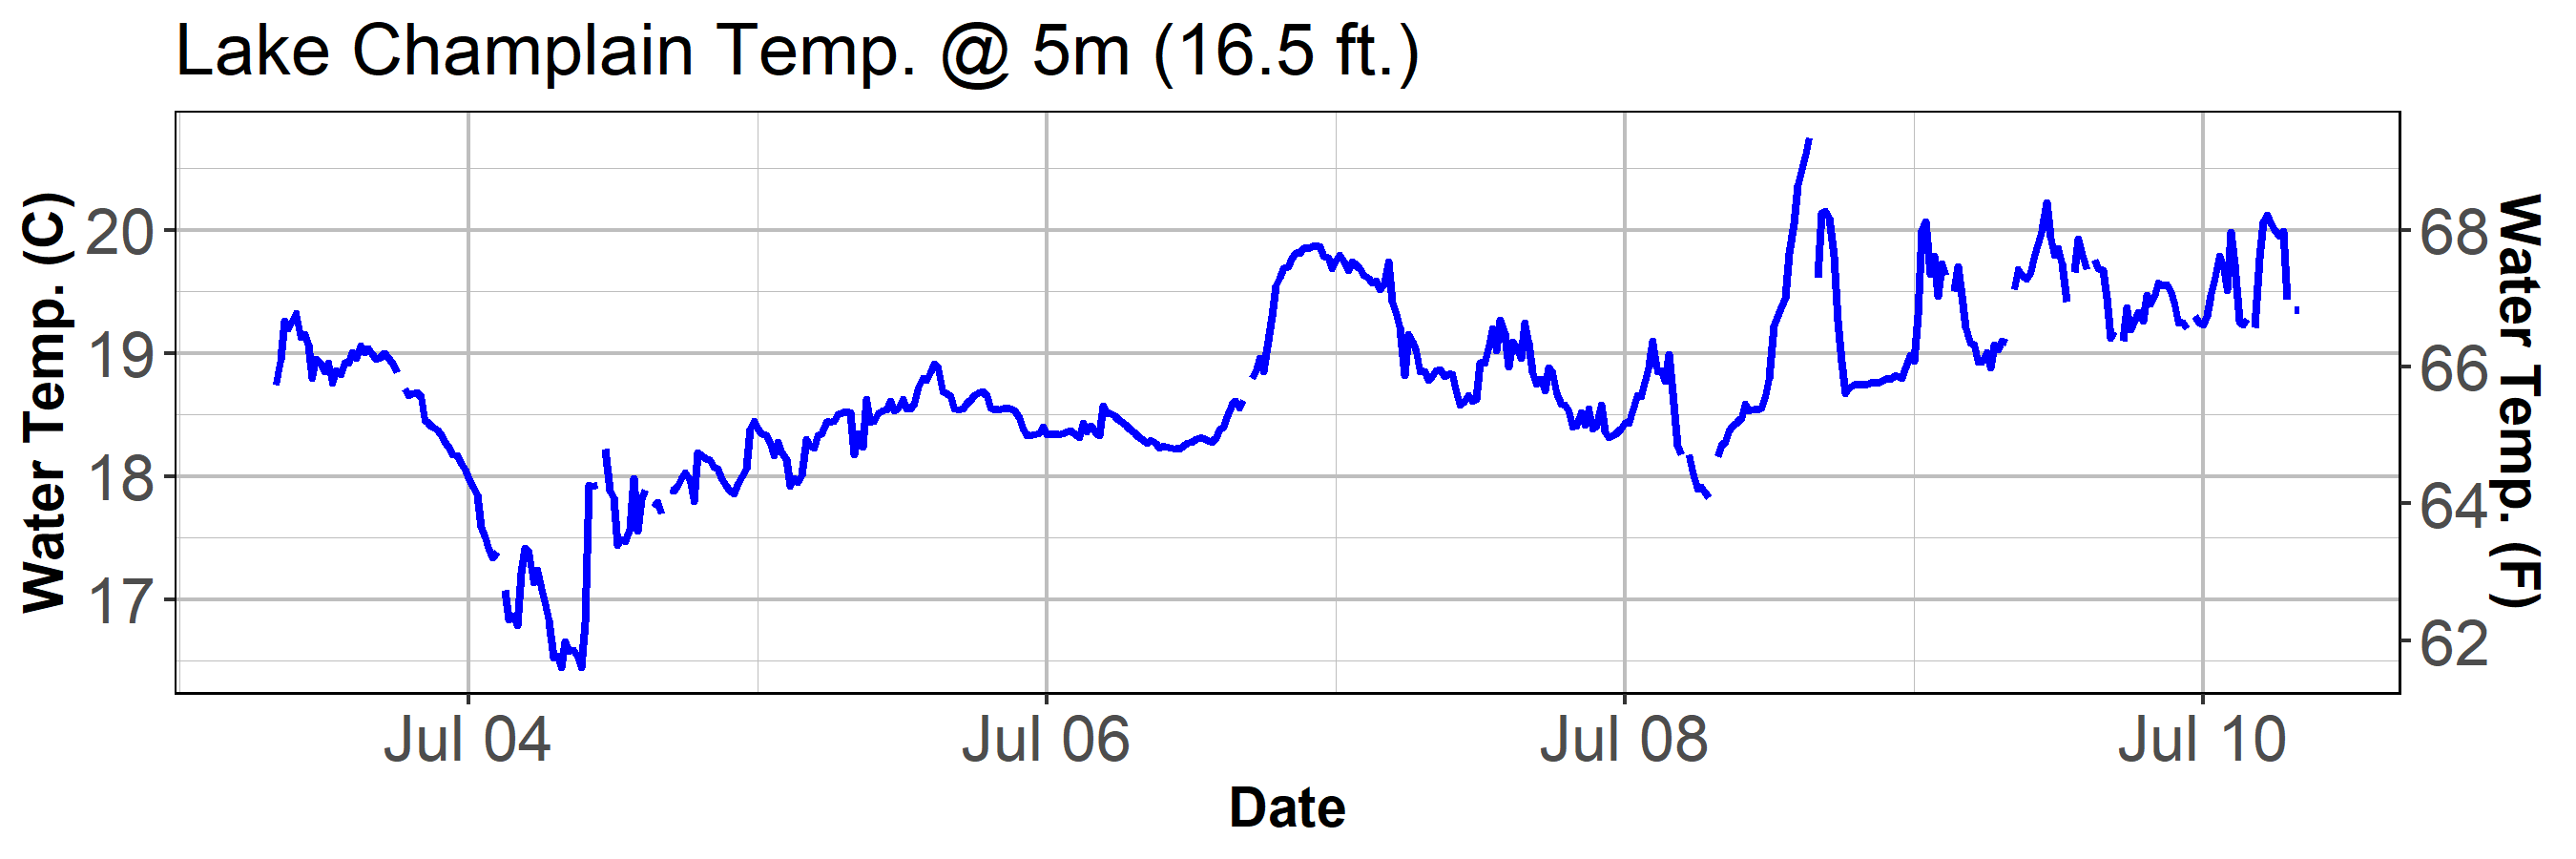 Lake Champlain Temp. @ 5m (16.5 ft.)
Water Temp. (C)
20
19
18
17
68
66
64
62
Water Temp. (F)
Jul 04
Jul 06
Jul 08
Jul 10
Date